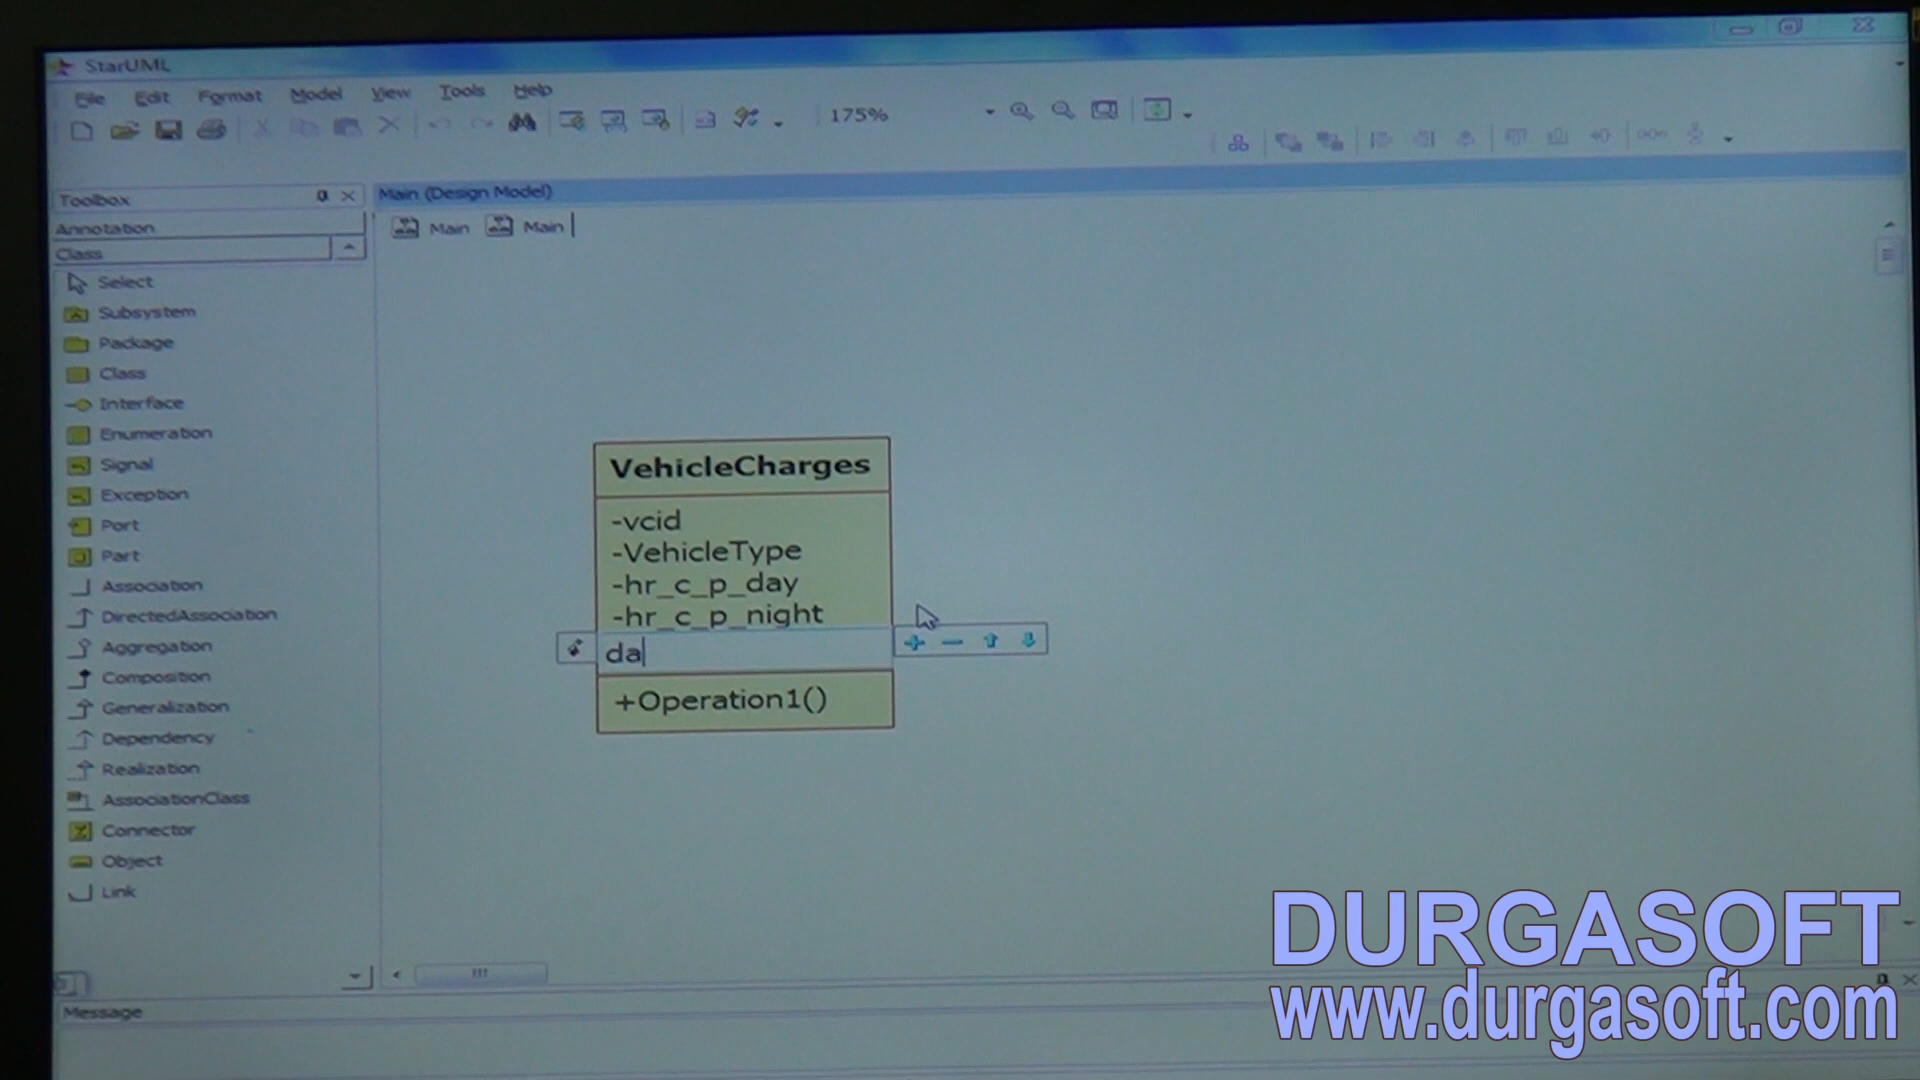 StarUML
File Edit Format Model View Tools Help
175%
Toolbox
Main (Design Model)
Annotation
Main Main
Class
Select
Subsystem
Package
Class
Interface
Enumeration
Signal
Exception
Port
Part
Association
DirectedAssociation
Aggregation
Composition
Generalization
Dependency
Realization
AssociationClass
Connector
Object
Link
VehicleCharges
-vcid
-VehicleType
-hr_c_p_day
-hr_c_p_night
da
+Operation1()
Message
DURGASOFT
www.durgasoft.com